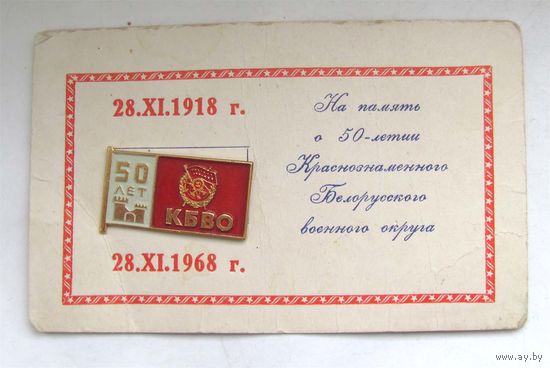 28.XI.1918 г.
50
ЛЕТ
КБВО
28.XI.1968 г.
На память
о 50-летии
Краснознаменного
Белорусского
военного округа
www.ay.by